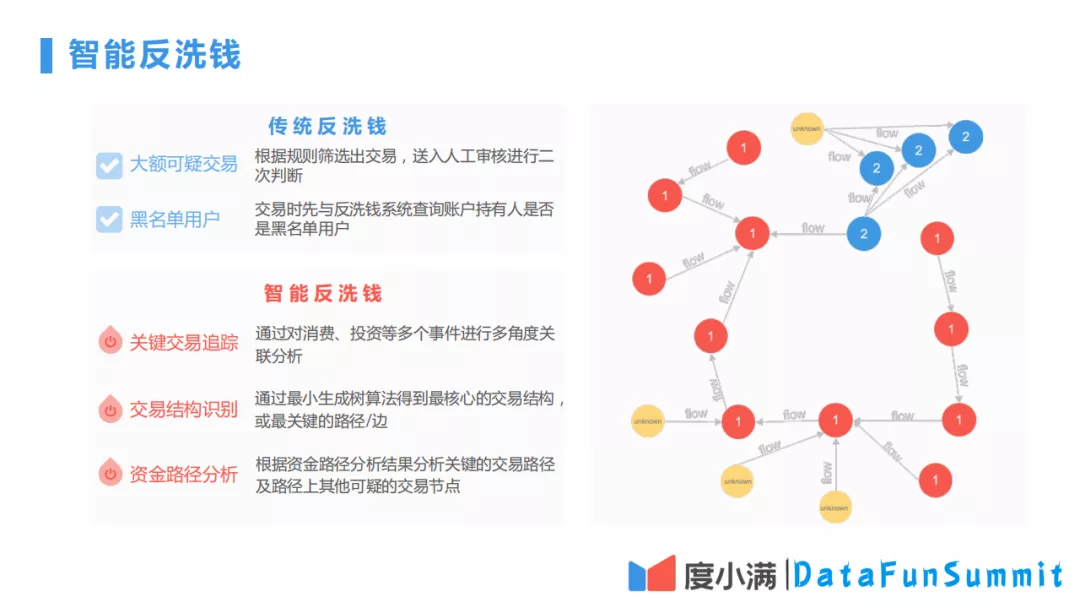 智能反洗钱
传统反洗钱
大额可疑交易
根据规则筛选出交易，送入人工审核进行二
次判断
黑名单用户
交易时先与反洗钱系统查询账户持有人是否
是黑名单用户
智能反洗钱
关键交易追踪
通过对消费、投资等多个事件进行多角度关
联分析
交易结构识别
通过最小生成树算法得到最核心的交易结构，
或最关键的路径/边
资金路径分析
根据资金路径分析结果分析关键的交易路径
及路径上其他可疑的交易节点
unknown
flow
2
2
2
flow
flow
flow
1
flow
1
flow
1
flow
2
1
flow
1
flow
flow
1
flow
1
flow
unknown
flow
1
flow
1
flow
1
flow
flow
flow
unknown
1
unknown
度小满
DataFunSummit